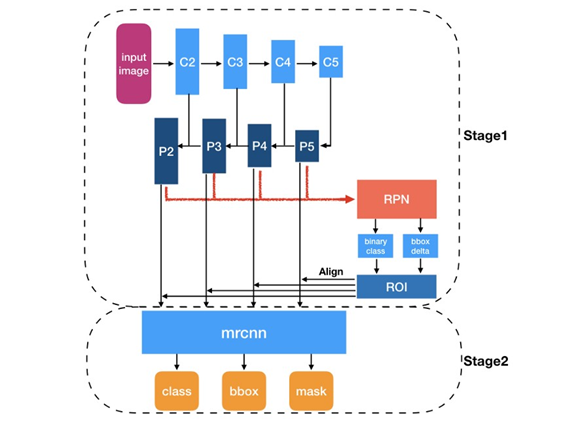 input
image
C2
C3
C4
C5
P2
P3
P4
P5
Stage1
RPN
binary
class
bbox
delta
Align
ROI
mrcnn
Stage2
class
bbox
mask